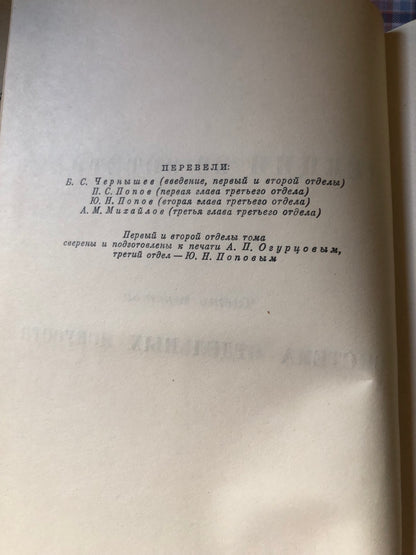 ПЕРЕВЕЛИ:
Б. С. Чернышев (введение, первый и второй отделы)
П. С. Попов (первая глава третьего отдела)
Ю. Н. Попов (вторая глава третьего отдела)
А. М. Михайлов (третья глава третьего отдела)
Первый и второй отделы тома
сверены и подготовлены к печати А. П. Огурцовым,
третий отдел — Ю. Н. Поповым